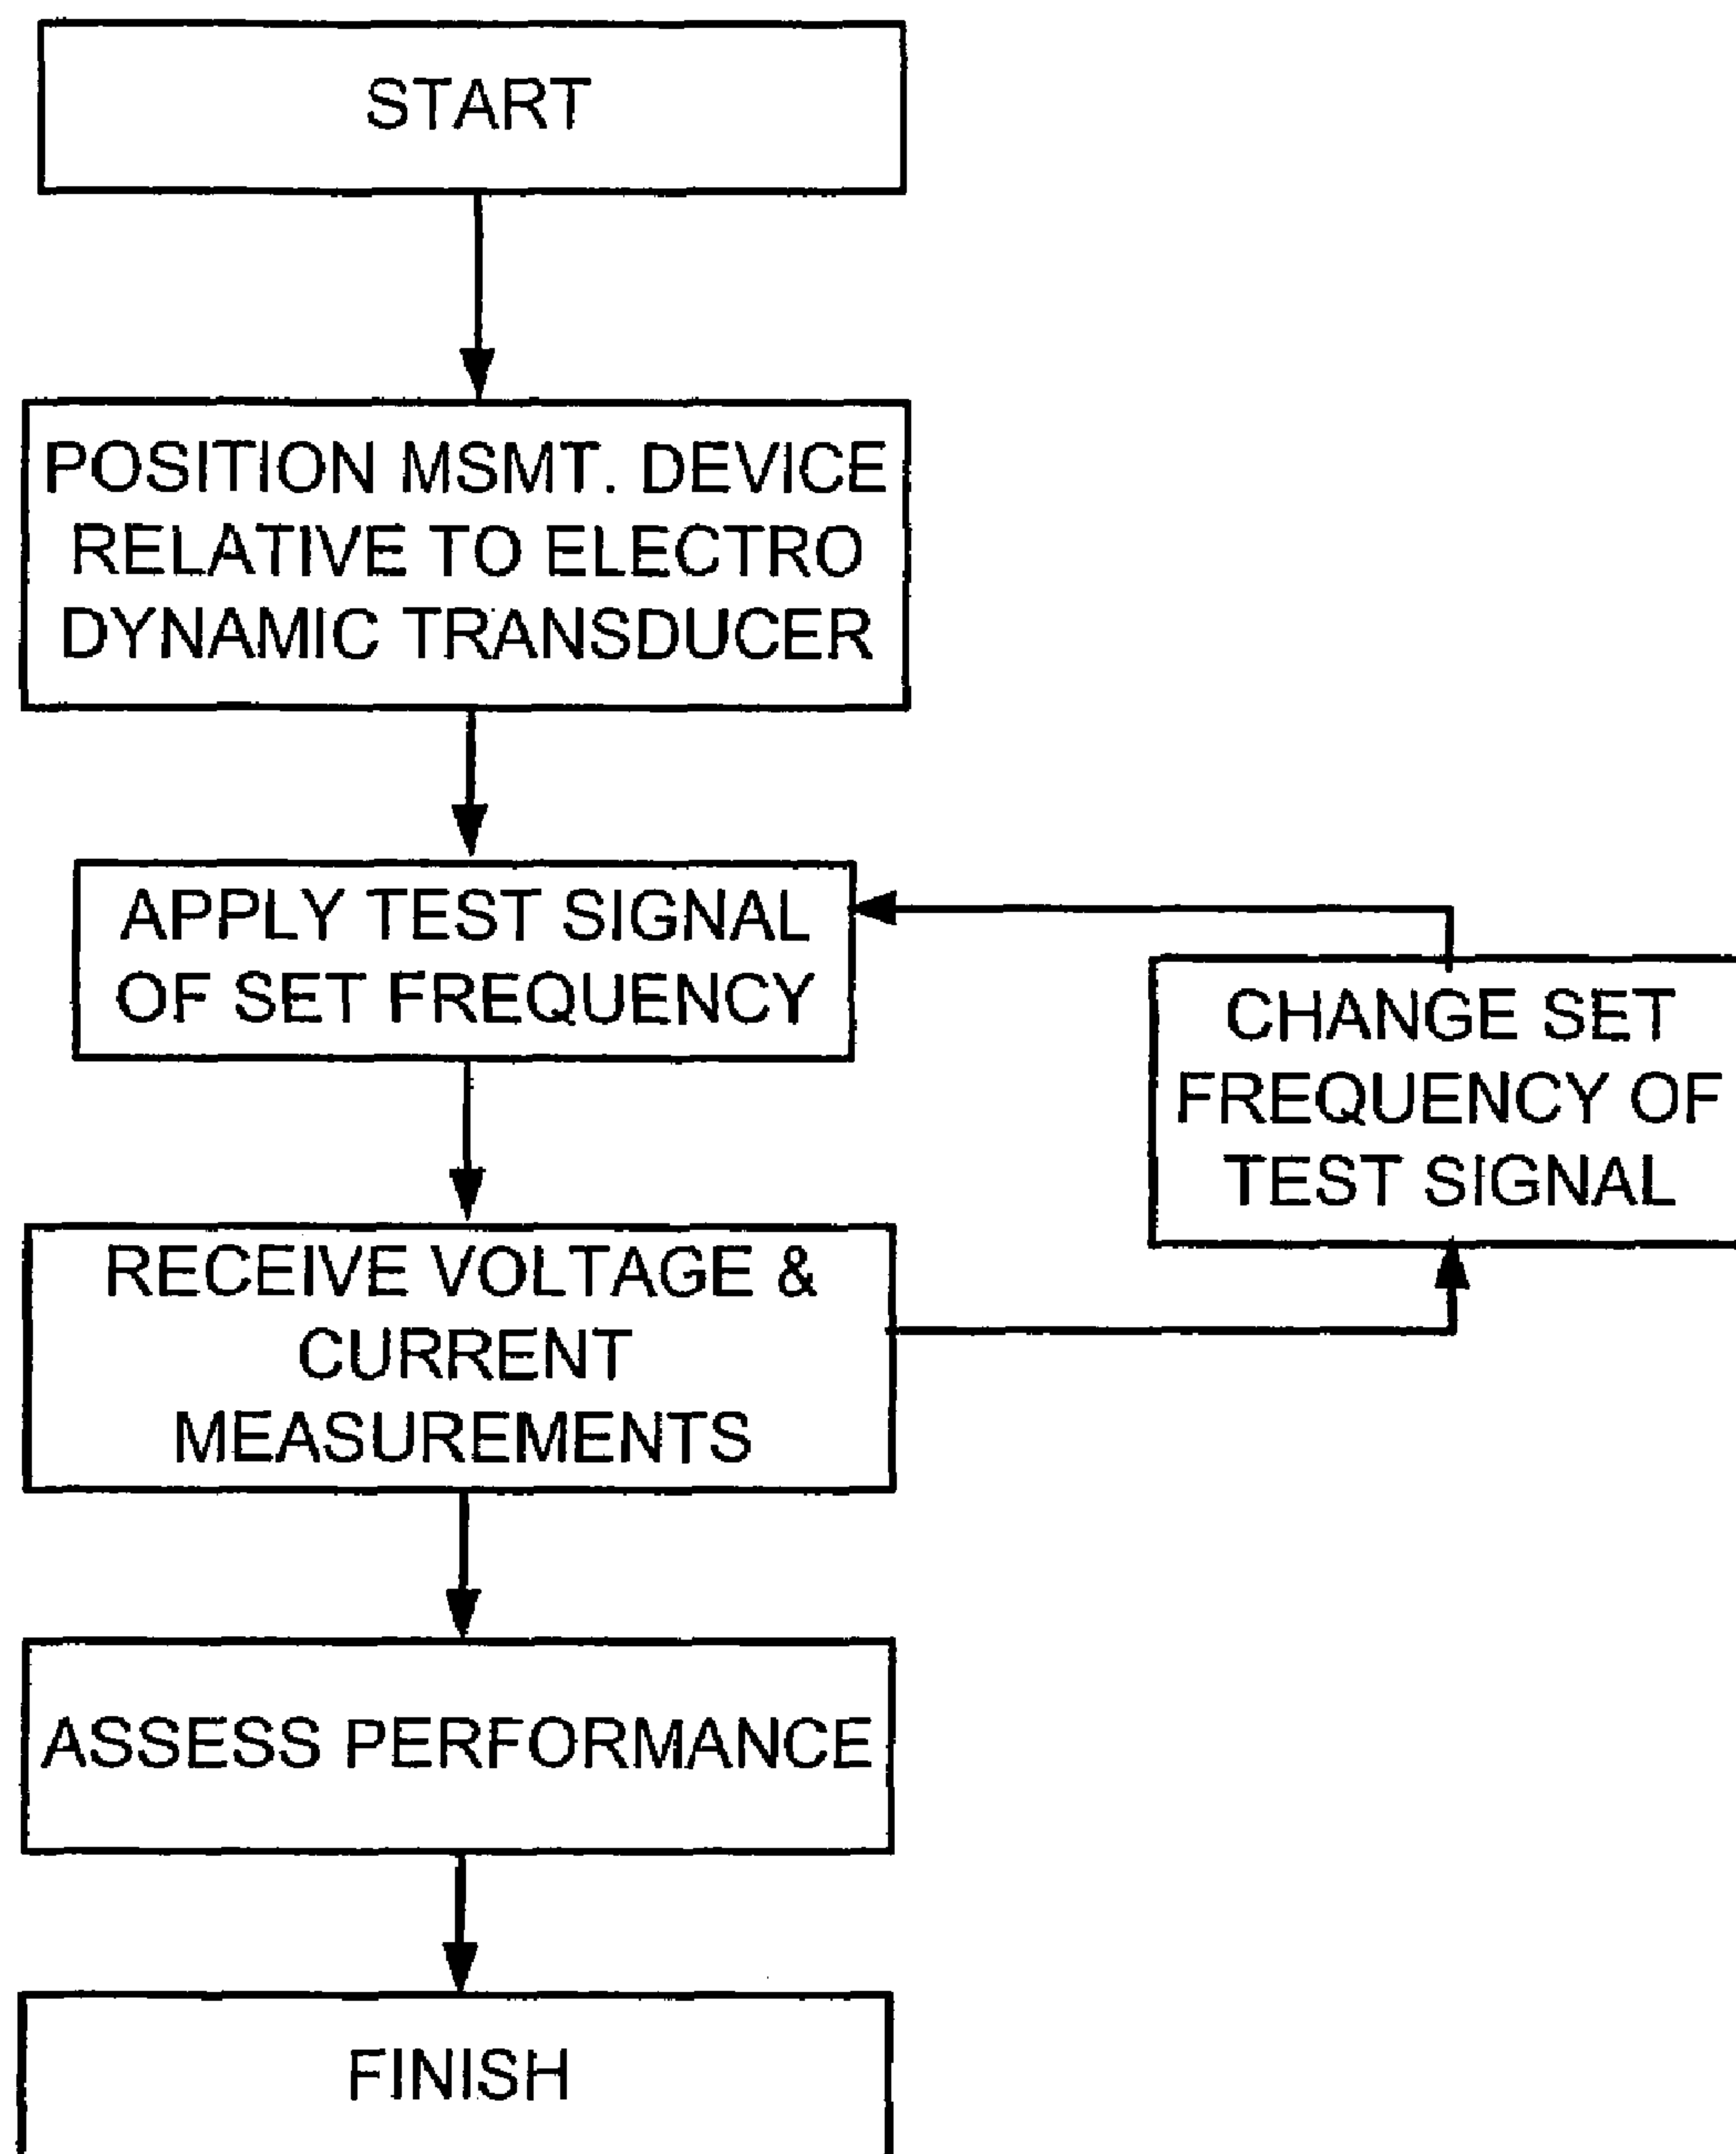 START
POSITION MSMT. DEVICE
RELATIVE TO ELECTRO
DYNAMIC TRANSDUCER
APPLY TEST SIGNAL
OF SET FREQUENCY
CHANGE SET
FREQUENCY OF
TEST SIGNAL
RECEIVE VOLTAGE &
CURRENT
MEASUREMENTS
ASSESS PERFORMANCE
FINISH